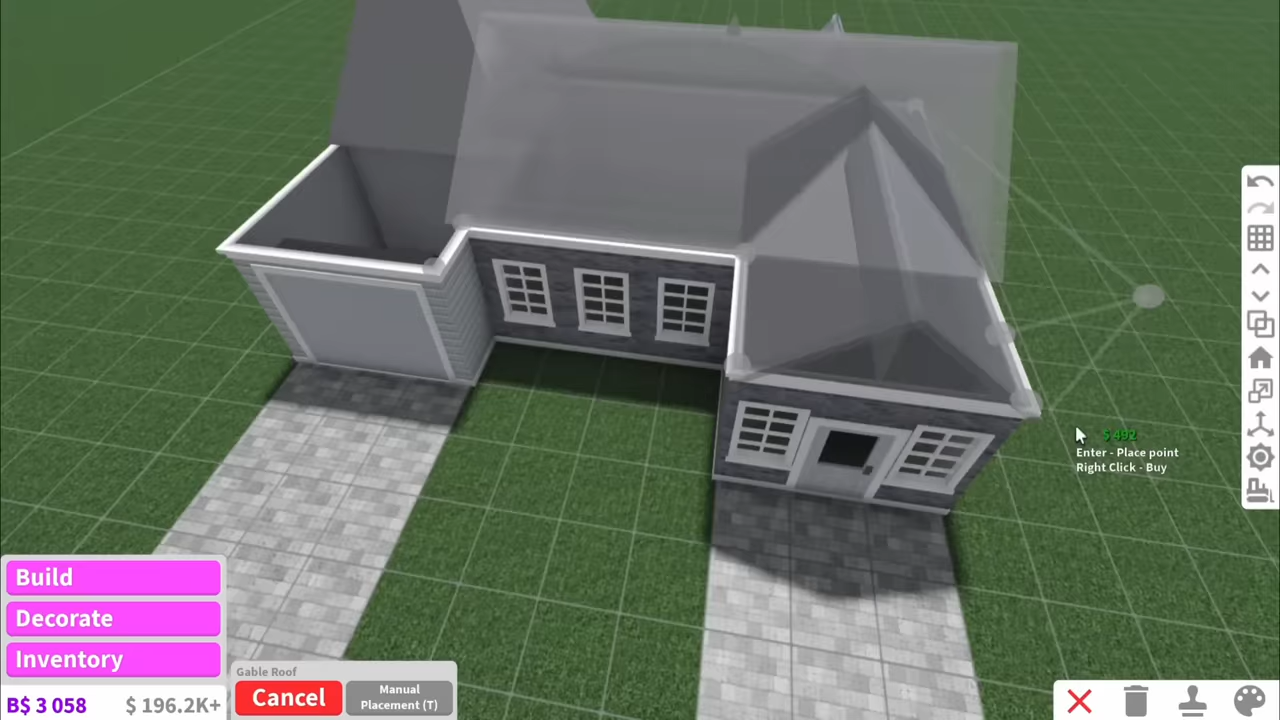 $ 492
Enter - Place point
Right Click - Buy
Build
Decorate
Inventory
B$ 3 058
$ 196.2K+
Gable Roof
Cancel
Manual
Placement (T)